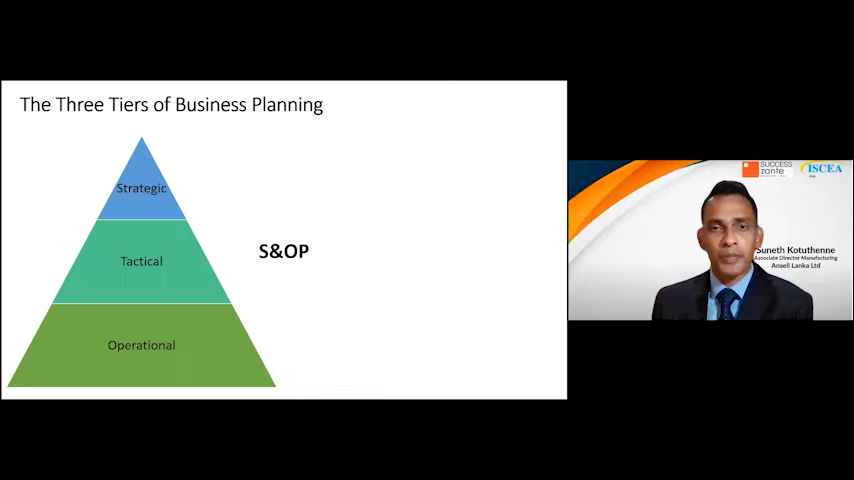 The Three Tiers of Business Planning
Strategic
Tactical
S&OP
Operational
SUCCESS
zante
ISCEA
Suneth Kotuthenne
Associate Director Manufacturing
Ansell Lanka Ltd